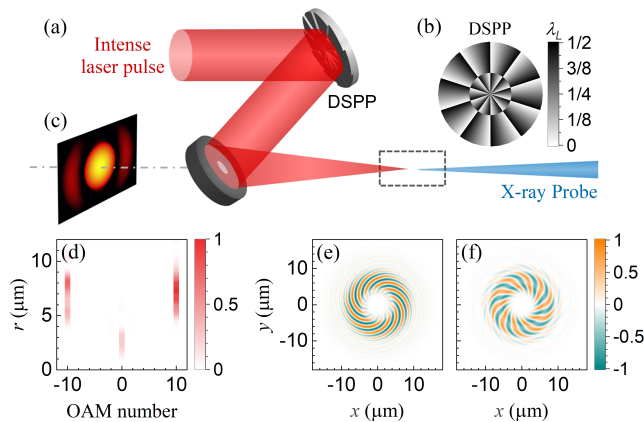 (a)
Intense
laser pulse
DSPP
(b)
DSPP
λ_L
1/2
3/8
1/4
1/8
0
(c)
X-ray Probe
(d)
1
0.5
0
r (μm)
10
5
0
-10
0
10
OAM number
(e)
(f)
y (μm)
10
0
-10
-10
0
10
x (μm)
-10
0
10
x (μm)
1
0.5
0
-0.5
-1